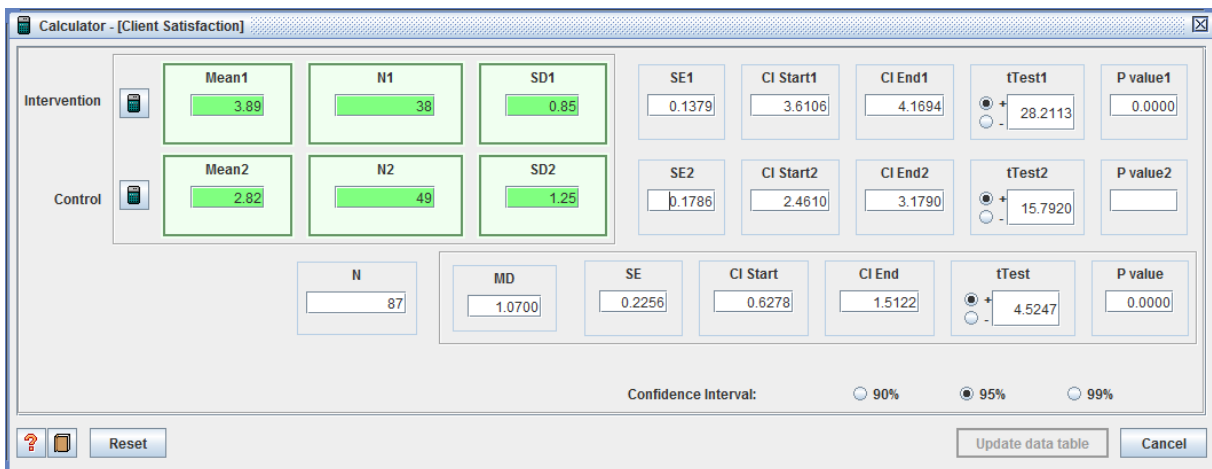 Calculator - [Client Satisfaction]
Mean1 N1 SD1 SE1 CI Start1 CI End1 tTest1 P value1
Intervention 3.89 38 0.85 0.1379 3.6106 4.1694 + - 28.2113 0.0000
Mean2 N2 SD2 SE2 CI Start2 CI End2 tTest2 P value2
Control 2.82 49 1.25 0.1786 2.4610 3.1790 + - 15.7920
N MD SE CI Start CI End tTest P value
87 1.0700 0.2256 0.6278 1.5122 + - 4.5247 0.0000
Confidence Interval: 90% 95% 99%
? Reset Update data table Cancel